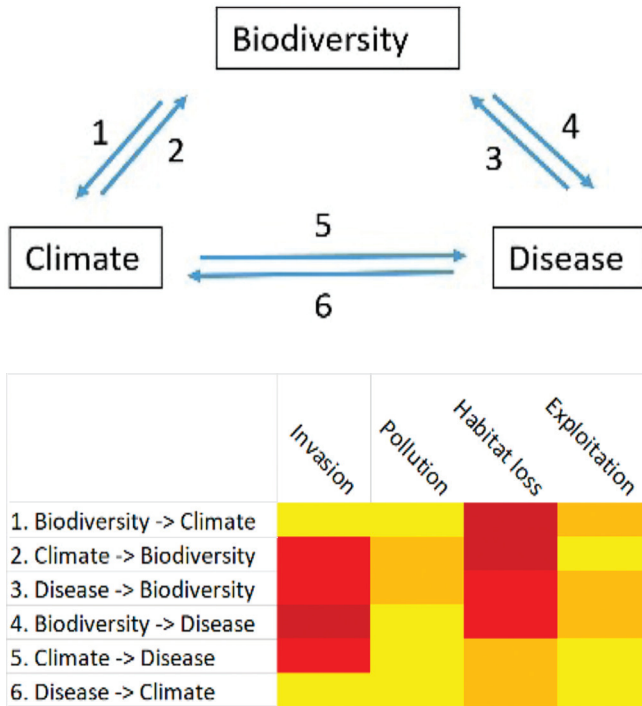 Biodiversity
1
2
3
4
Climate
5
Disease
6
Invasion
Pollution
Habitat loss
Exploitation
1. Biodiversity -> Climate
2. Climate -> Biodiversity
3. Disease -> Biodiversity
4. Biodiversity -> Disease
5. Climate -> Disease
6. Disease -> Climate